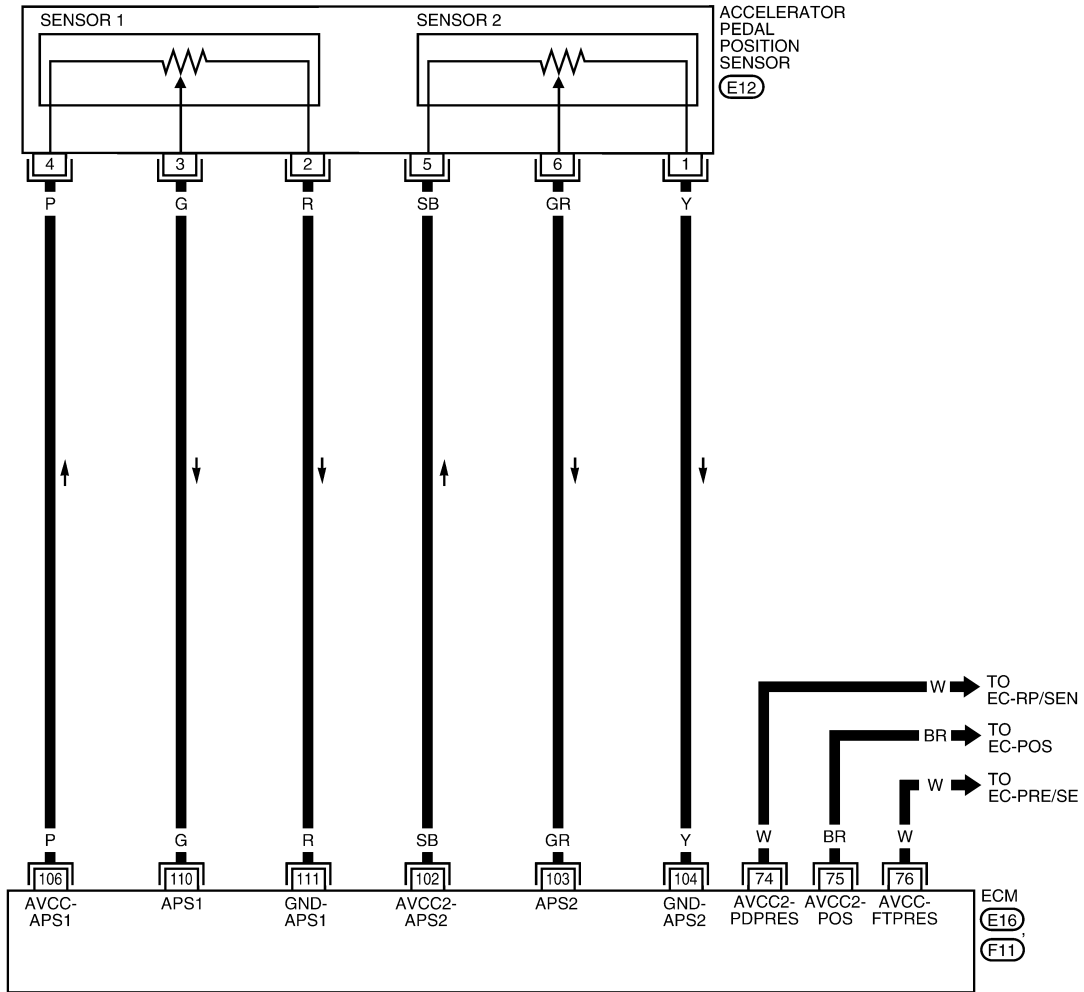 SENSOR 1
SENSOR 2
ACCELERATOR
PEDAL
POSITION
SENSOR
E12
4
3
2
5
6
1
P
G
R
SB
GR
Y
W
TO
EC-RP/SEN
BR
TO
EC-POS
W
TO
EC-PRE/SE
P
G
R
SB
GR
Y
W
BR
W
106
110
111
102
103
104
74
75
76
AVCC-
APS1
APS1
GND-
APS1
AVCC2-
APS2
APS2
GND-
APS2
AVCC2-
PDPRES
AVCC2-
POS
AVCC-
FTPRES
ECM
E16
,
F11